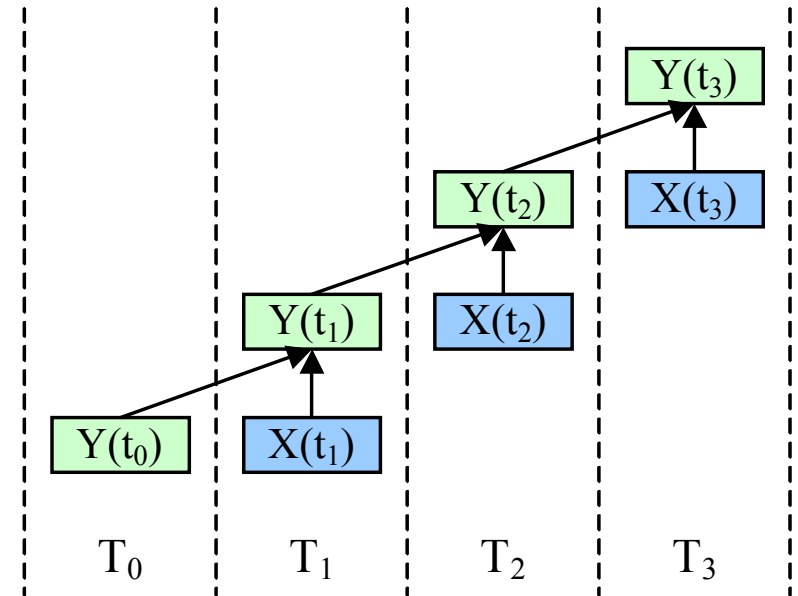 Y(t₃)
Y(t₂) X(t₃)
Y(t₁) X(t₂)
Y(t₀) X(t₁)
T₀ T₁ T₂ T₃